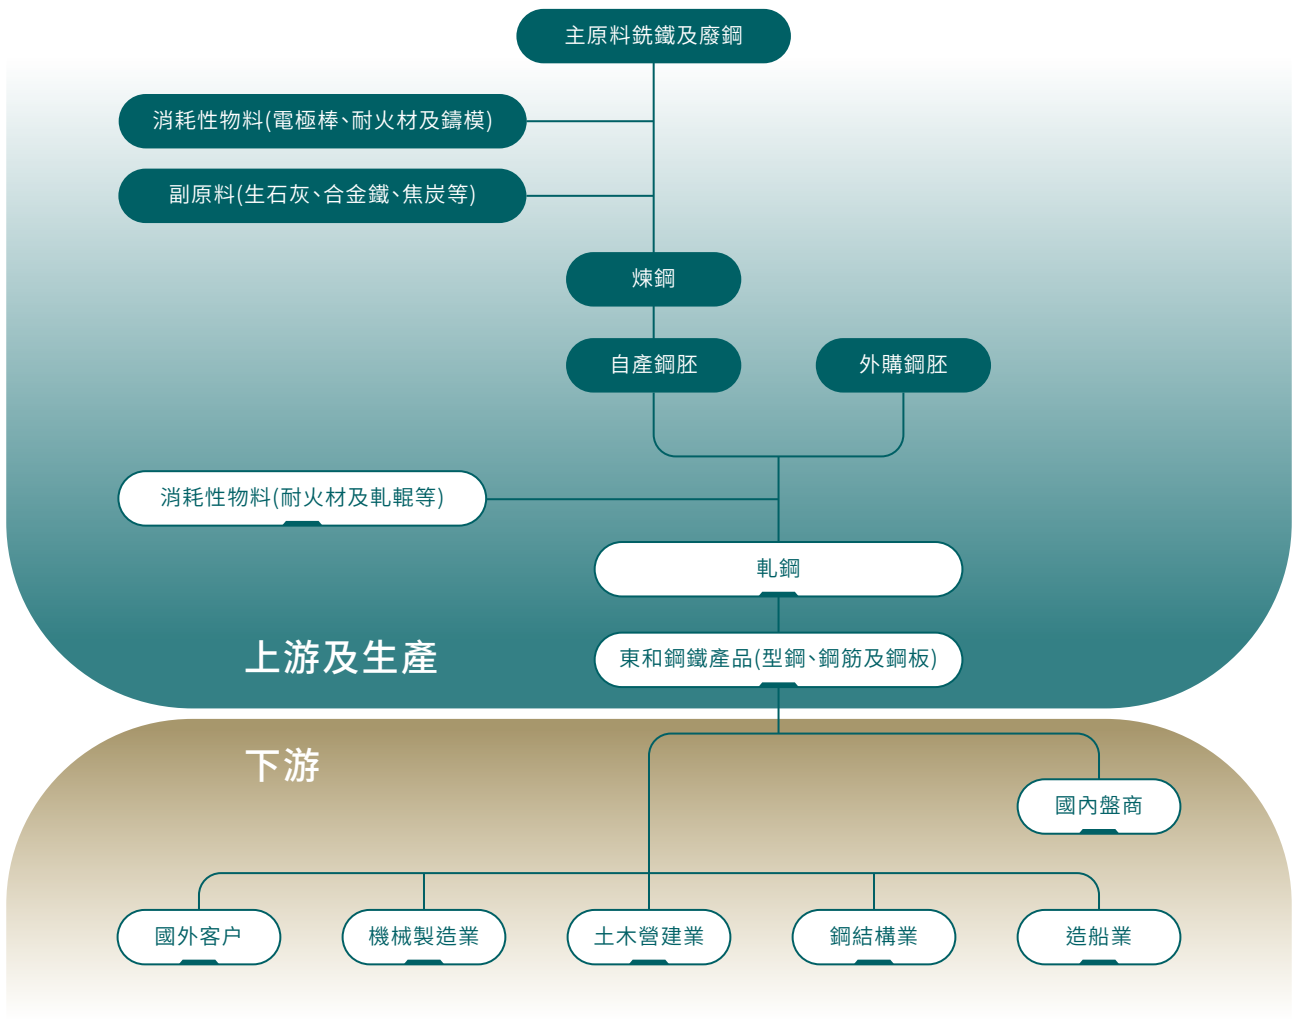 主原料銑鐵及廢鋼
消耗性物料(電極棒、耐火材及鑄模)
副原料(生石灰、合金鐵、焦炭等)
煉鋼
自產鋼胚
外購鋼胚
消耗性物料(耐火材及軋輥等)
軋鋼
上游及生產
東和鋼鐵產品(型鋼、鋼筋及鋼板)
下游
國內盤商
國外客户
機械製造業
土木營建業
鋼結構業
造船業